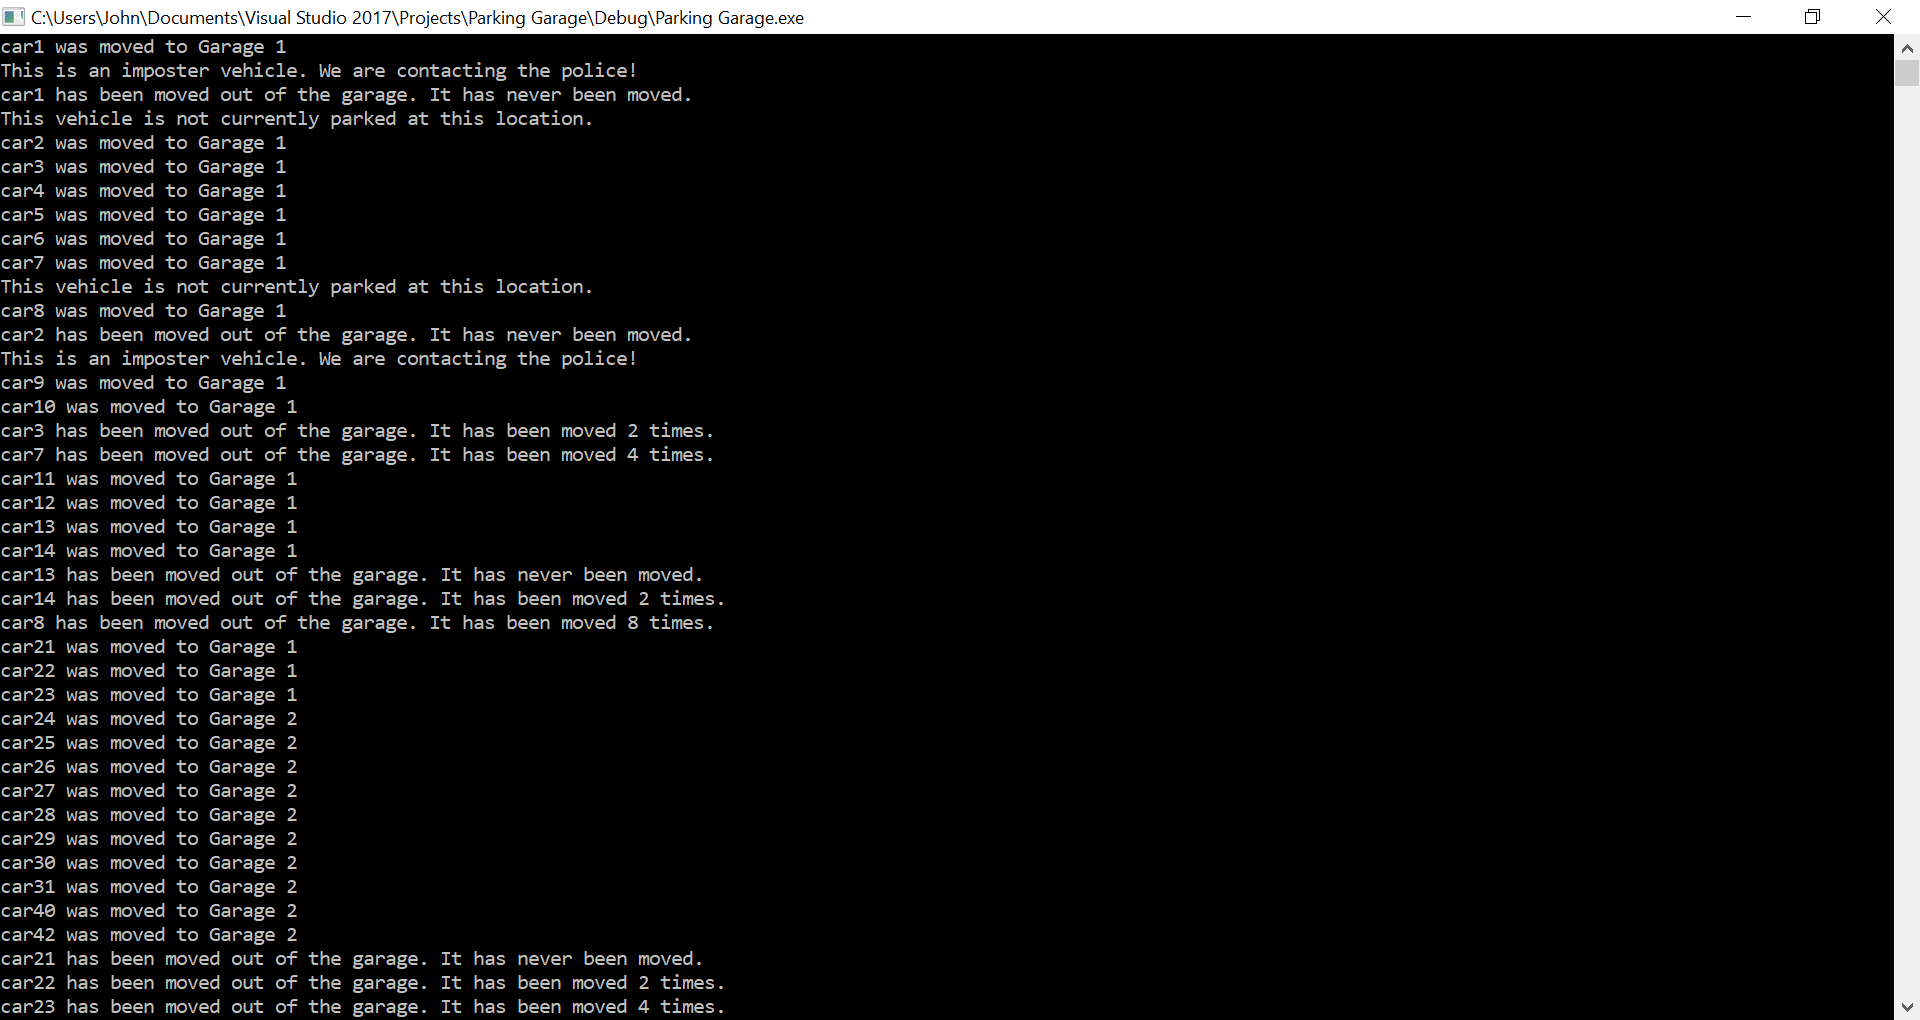 C:\Users\John\Documents\Visual Studio 2017\Projects\Parking Garage\Debug\Parking Garage.exe
car1 was moved to Garage 1
This is an imposter vehicle. We are contacting the police!
car1 has been moved out of the garage. It has never been moved.
This vehicle is not currently parked at this location.
car2 was moved to Garage 1
car3 was moved to Garage 1
car4 was moved to Garage 1
car5 was moved to Garage 1
car6 was moved to Garage 1
car7 was moved to Garage 1
This vehicle is not currently parked at this location.
car8 was moved to Garage 1
car2 has been moved out of the garage. It has never been moved.
This is an imposter vehicle. We are contacting the police!
car9 was moved to Garage 1
car10 was moved to Garage 1
car3 has been moved out of the garage. It has been moved 2 times.
car7 has been moved out of the garage. It has been moved 4 times.
car11 was moved to Garage 1
car12 was moved to Garage 1
car13 was moved to Garage 1
car14 was moved to Garage 1
car13 has been moved out of the garage. It has never been moved.
car14 has been moved out of the garage. It has been moved 2 times.
car8 has been moved out of the garage. It has been moved 8 times.
car21 was moved to Garage 1
car22 was moved to Garage 1
car23 was moved to Garage 1
car24 was moved to Garage 2
car25 was moved to Garage 2
car26 was moved to Garage 2
car27 was moved to Garage 2
car28 was moved to Garage 2
car29 was moved to Garage 2
car30 was moved to Garage 2
car31 was moved to Garage 2
car40 was moved to Garage 2
car42 was moved to Garage 2
car21 has been moved out of the garage. It has never been moved.
car22 has been moved out of the garage. It has been moved 2 times.
car23 has been moved out of the garage. It has been moved 4 times.